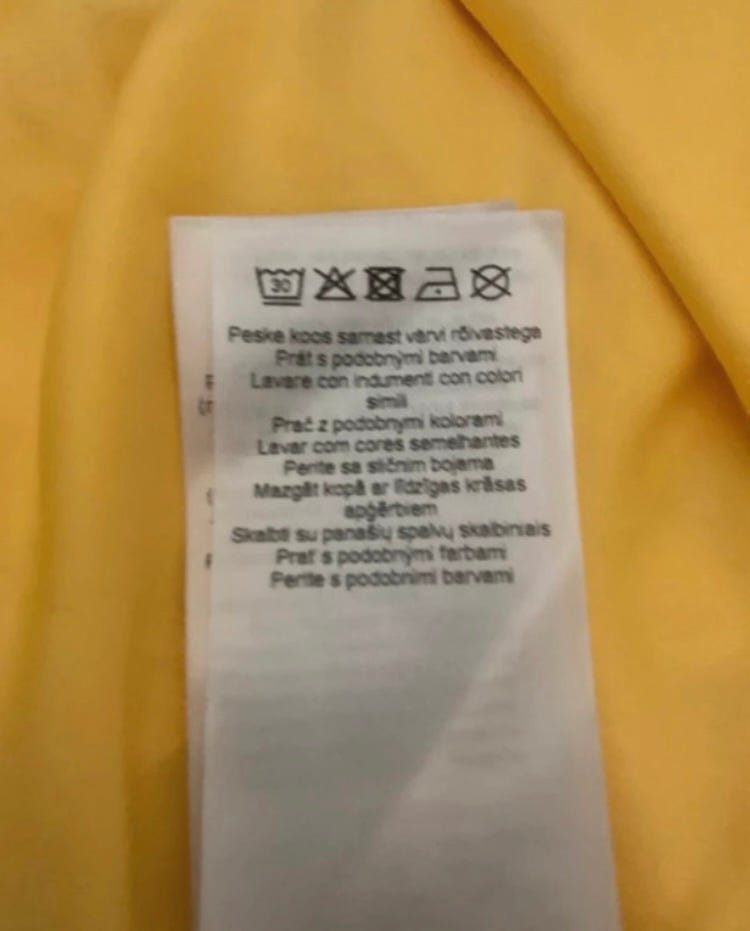 30
Peske koos samast värvi rõivastega
Prát s podobnými barvami
Lavare con indumenti con colori
simili
Prać z podobnymi kolorami
Lavar com cores semelhantes
Perite sa sličnim bojama
Mazgāt kopā ar līdzīgas krāsas
apģērbiem
Skalbti su panašių spalvų skalbiniais
Prať s podobnými farbami
Perite s podobnimi barvami